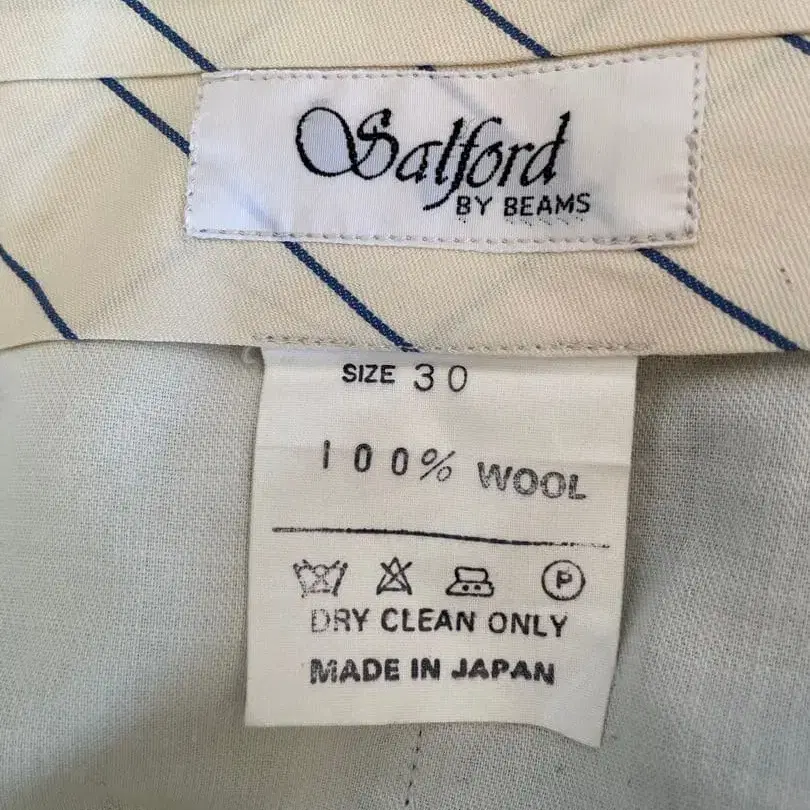 Salford
BY BEAMS
SIZE 30
100% WOOL
P
DRY CLEAN ONLY
MADE IN JAPAN